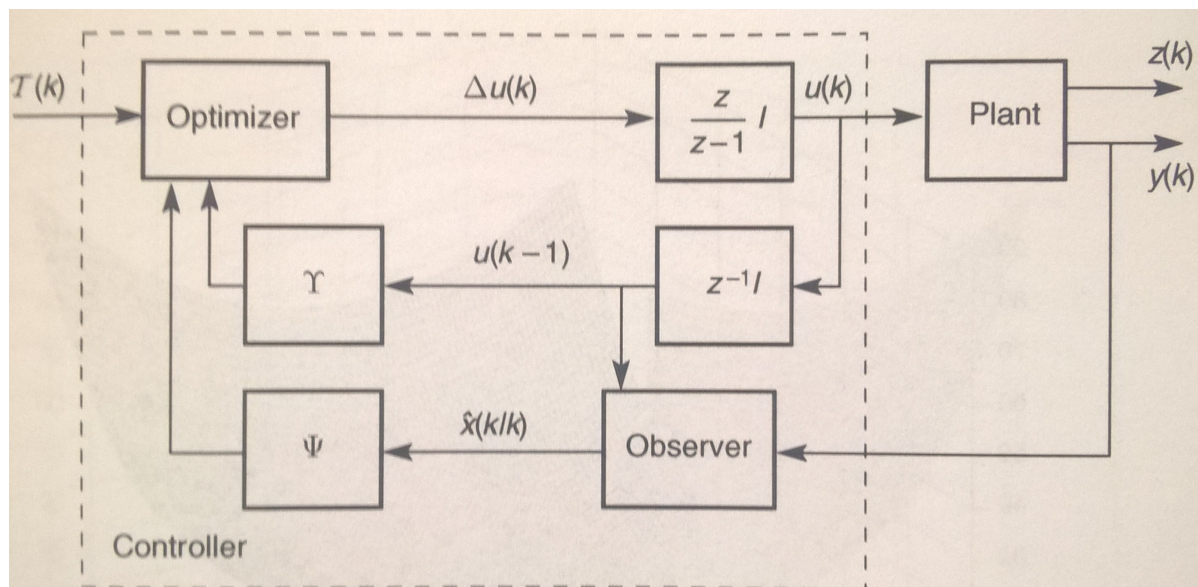 z(k)
𝒯(k)
Optimizer
Δu(k)
z
z−1
I
u(k)
Plant
y(k)
ϒ
u(k − 1)
z⁻¹I
Ψ
x̂(k/k)
Observer
Controller